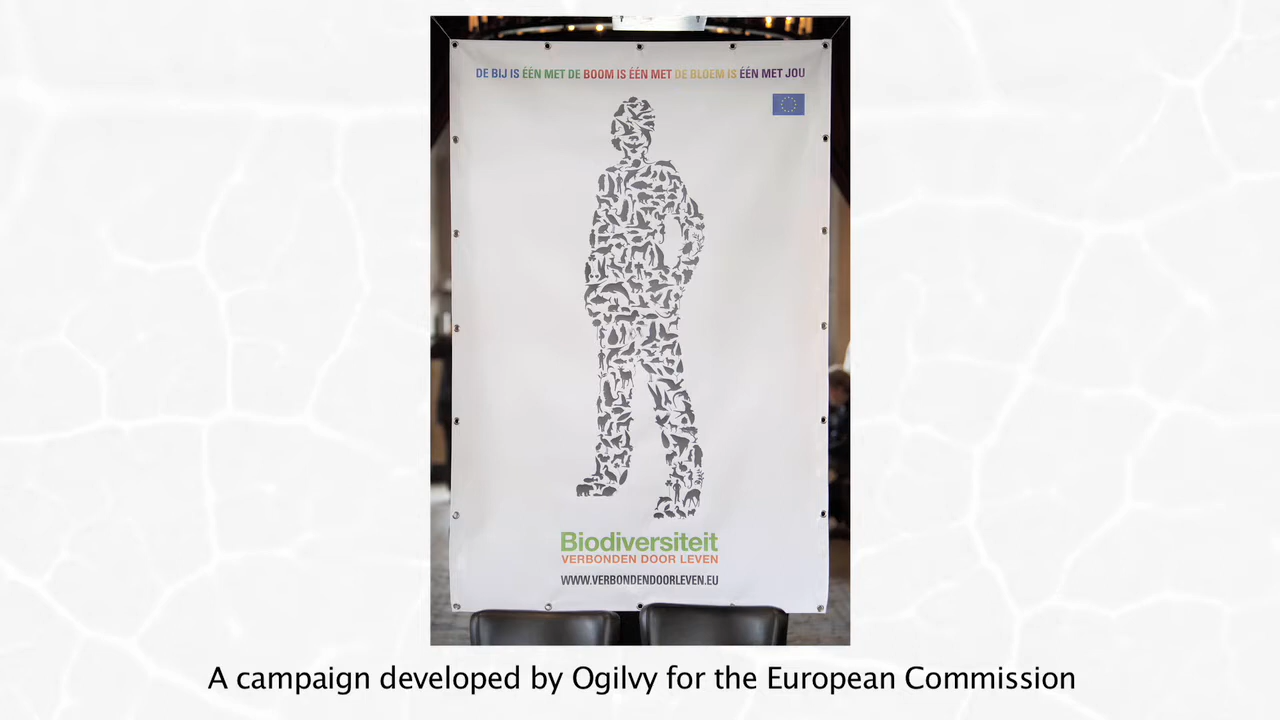 DE BIJ IS ÉÉN MET DE BOOM IS ÉÉN MET DE BLOEM IS ÉÉN MET JOU
Biodiversiteit
VERBONDEN DOOR LEVEN
WWW.VERBONDENDOORLEVEN.EU
A campaign developed by Ogilvy for the European Commission